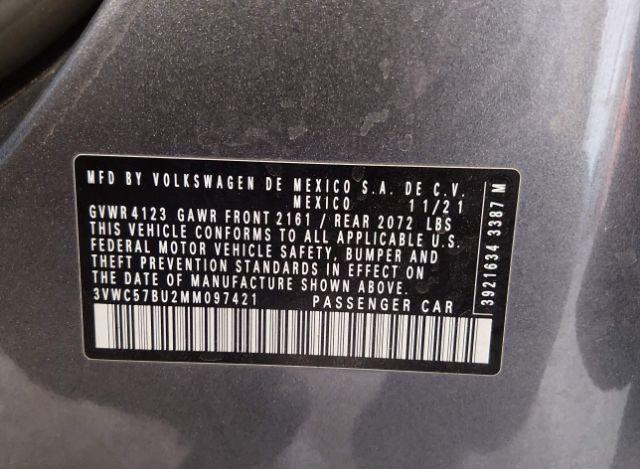 MFD BY VOLKSWAGEN DE MEXICO S.A. DE C.V.
MEXICO 11/21
GVWR 4123 GAWR FRONT 2161 / REAR 2072 LBS
THIS VEHICLE CONFORMS TO ALL APPLICABLE U.S.
FEDERAL MOTOR VEHICLE SAFETY, BUMPER AND
THEFT PREVENTION STANDARDS IN EFFECT ON
THE DATE OF MANUFACTURE SHOWN ABOVE.
3VWC57BU2MM097421 PASSENGER CAR
3921634 3387 M